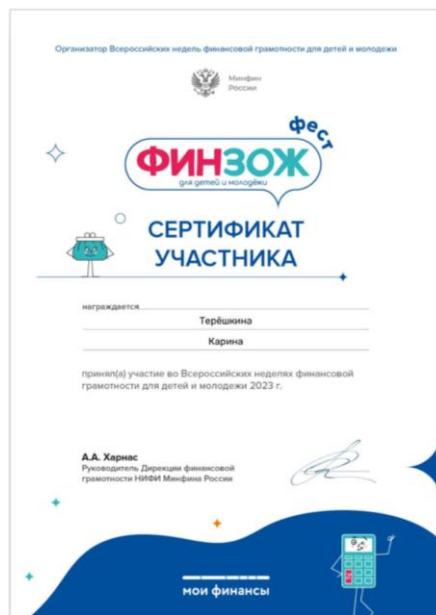 Организатор Всероссийских недель финансовой грамотности для детей и молодежи
Минфин
России
фест
ФИНЗОЖ
для детей и молодёжи
СЕРТИФИКАТ
УЧАСТНИКА
награждается
Терёшкина
Карина
принял(а) участие во Всероссийских неделях финансовой
грамотности для детей и молодежи 2023 г.
А.А. Харнас
Руководитель Дирекции финансовой
грамотности НИФИ Минфина России
мои финансы